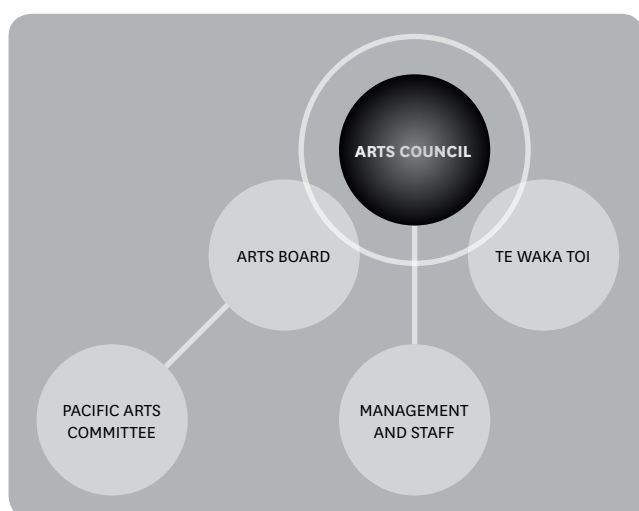 ARTS COUNCIL
ARTS BOARD
TE WAKA TOI
PACIFIC ARTS
COMMITTEE
MANAGEMENT
AND STAFF